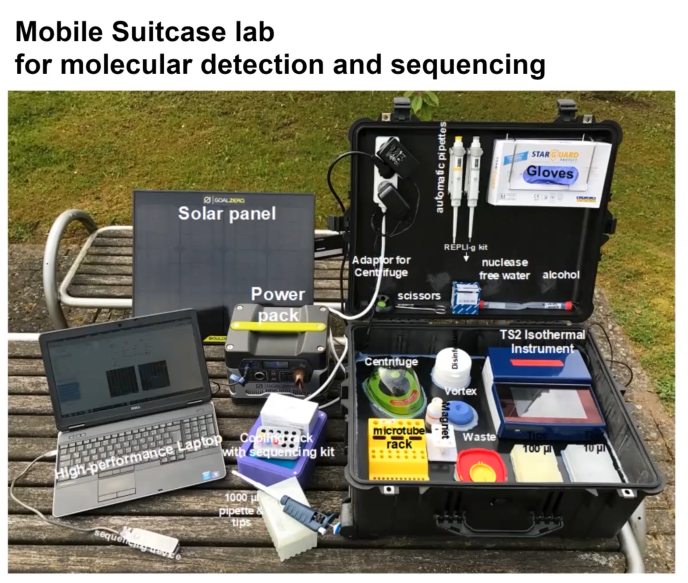 Mobile Suitcase lab
for molecular detection and sequencing
GOALZERO
Solar panel
Power
pack
automatic pipettes
STARGUARD
Gloves
REPLI-g kit
Adaptor for
Centrifuge
nuclease
free water
alcohol
scissors
TS2 Isothermal
Instrument
Centrifuge
Disinf
Vortex
Magnet
microtube
rack
Waste
100 µl
10 µl
with sequencing kit
High-performance Laptop
1000 µl
pipette &
tips
sequencing device